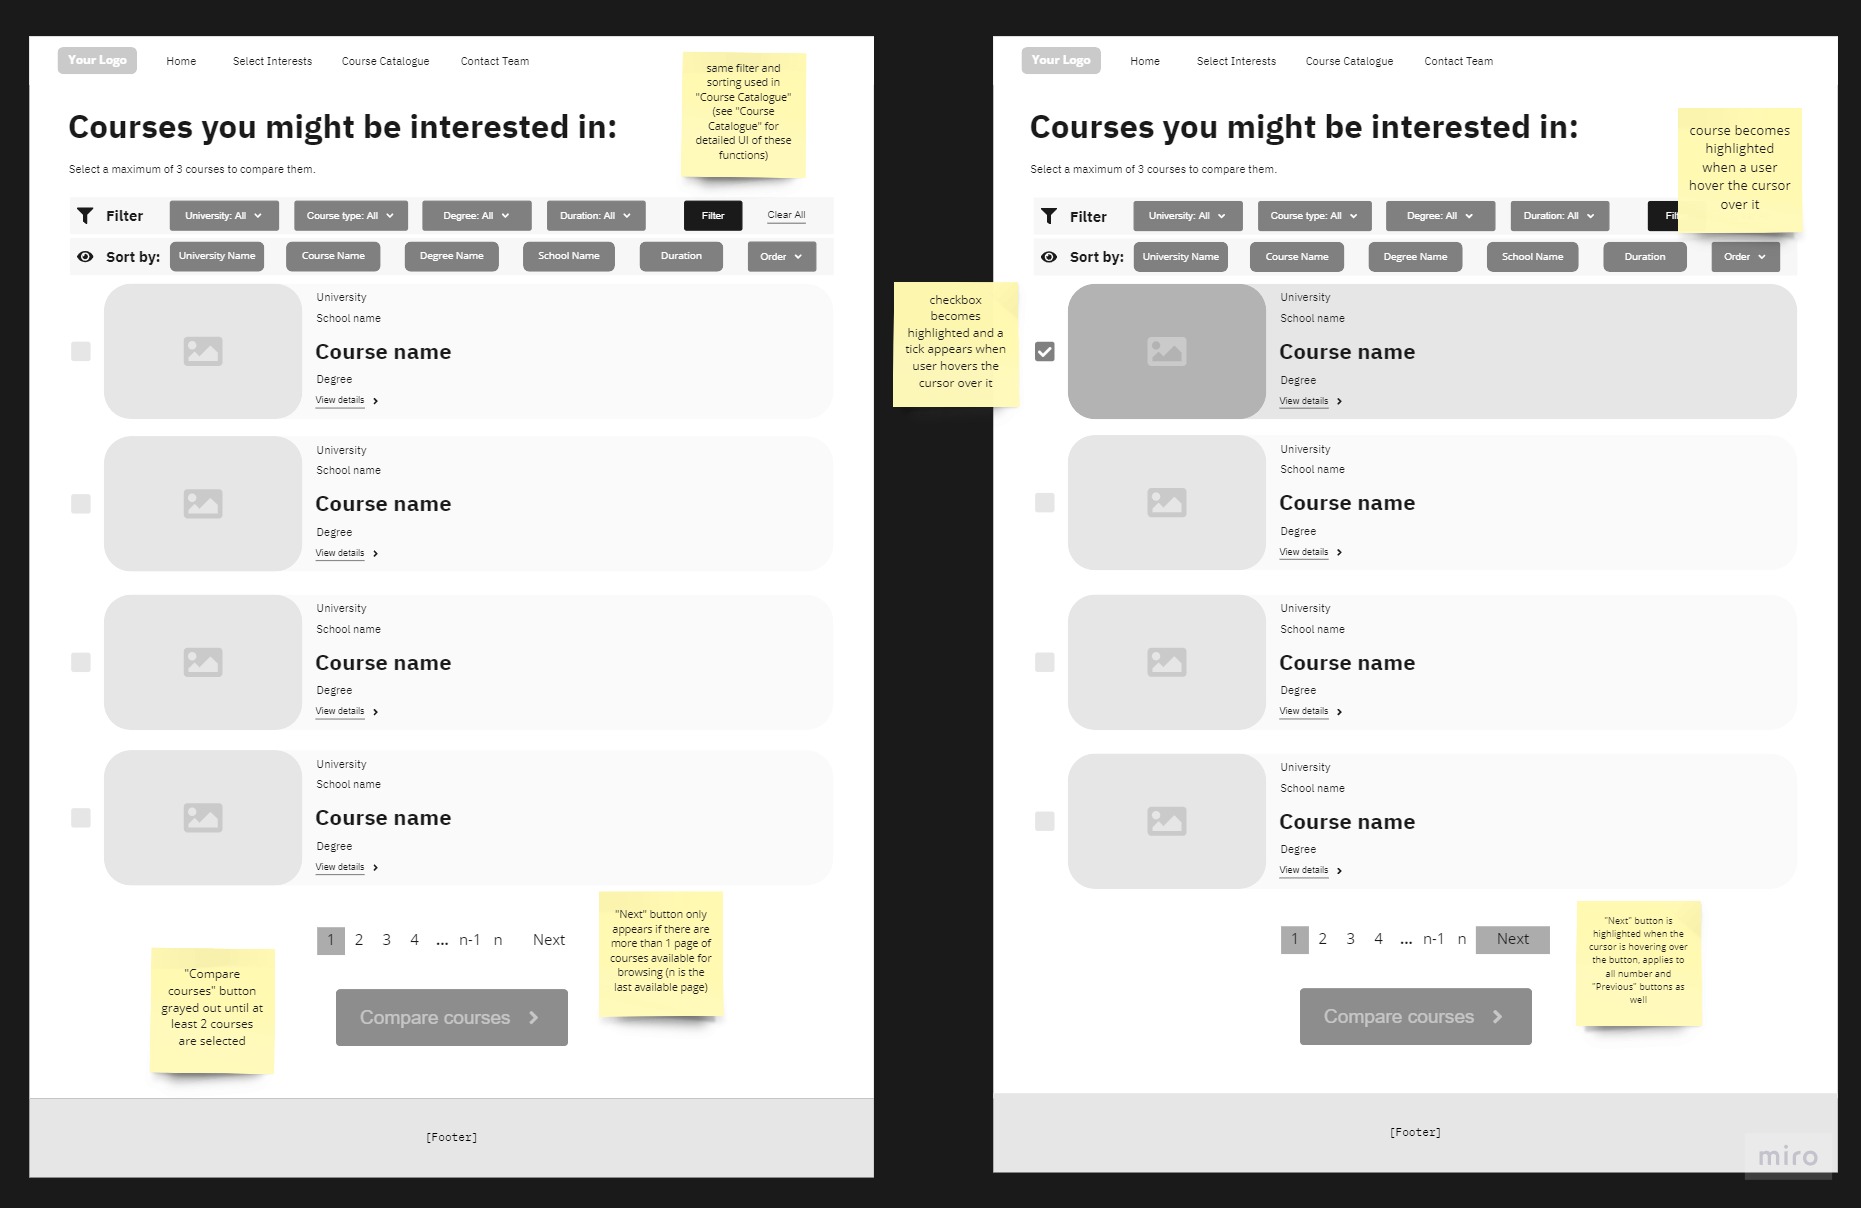 Your Logo
Home
Select Interests
Course Catalogue
Contact Team
same filter and
sorting used in
"Course Catalogue"
(see "Course
Catalogue" for
detailed UI of these
functions)
Courses you might be interested in:
Select a maximum of 3 courses to compare them.
Filter
University: All
Course type: All
Degree: All
Duration: All
Filter
Clear All
Sort by:
University Name
Course Name
Degree Name
School Name
Duration
Order
University
School name
Course name
Degree
View details
University
School name
Course name
Degree
View details
University
School name
Course name
Degree
View details
University
School name
Course name
Degree
View details
1 2 3 4 ... n-1 n Next
"Next" button only
appears if there are
more than 1 page of
courses available for
browsing (n is the
last available page)
"Compare
courses" button
grayed out until at
least 2 courses
are selected
Compare courses
[Footer]
Your Logo
Home
Select Interests
Course Catalogue
Contact Team
Courses you might be interested in:
Select a maximum of 3 courses to compare them.
course becomes
highlighted
when a user
hover the cursor
over it
Filter
University: All
Course type: All
Degree: All
Duration: All
Sort by:
University Name
Course Name
Degree Name
School Name
Duration
Order
checkbox
becomes
highlighted and a
tick appears when
user hovers the
cursor over it
University
School name
Course name
Degree
View details
University
School name
Course name
Degree
View details
University
School name
Course name
Degree
View details
University
School name
Course name
Degree
View details
1 2 3 4 ... n-1 n Next
"Next" button is
highlighted when the
cursor is hovering over
the button, applies to
all number and
"Previous" buttons as
well
Compare courses
[Footer]
miro